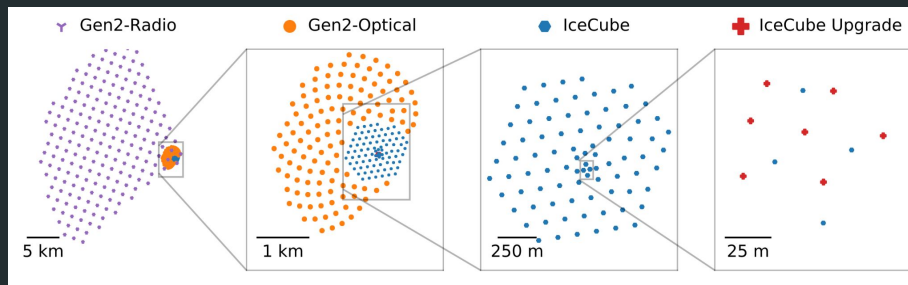 Gen2-Radio
Gen2-Optical
IceCube
IceCube Upgrade
5 km
1 km
250 m
25 m